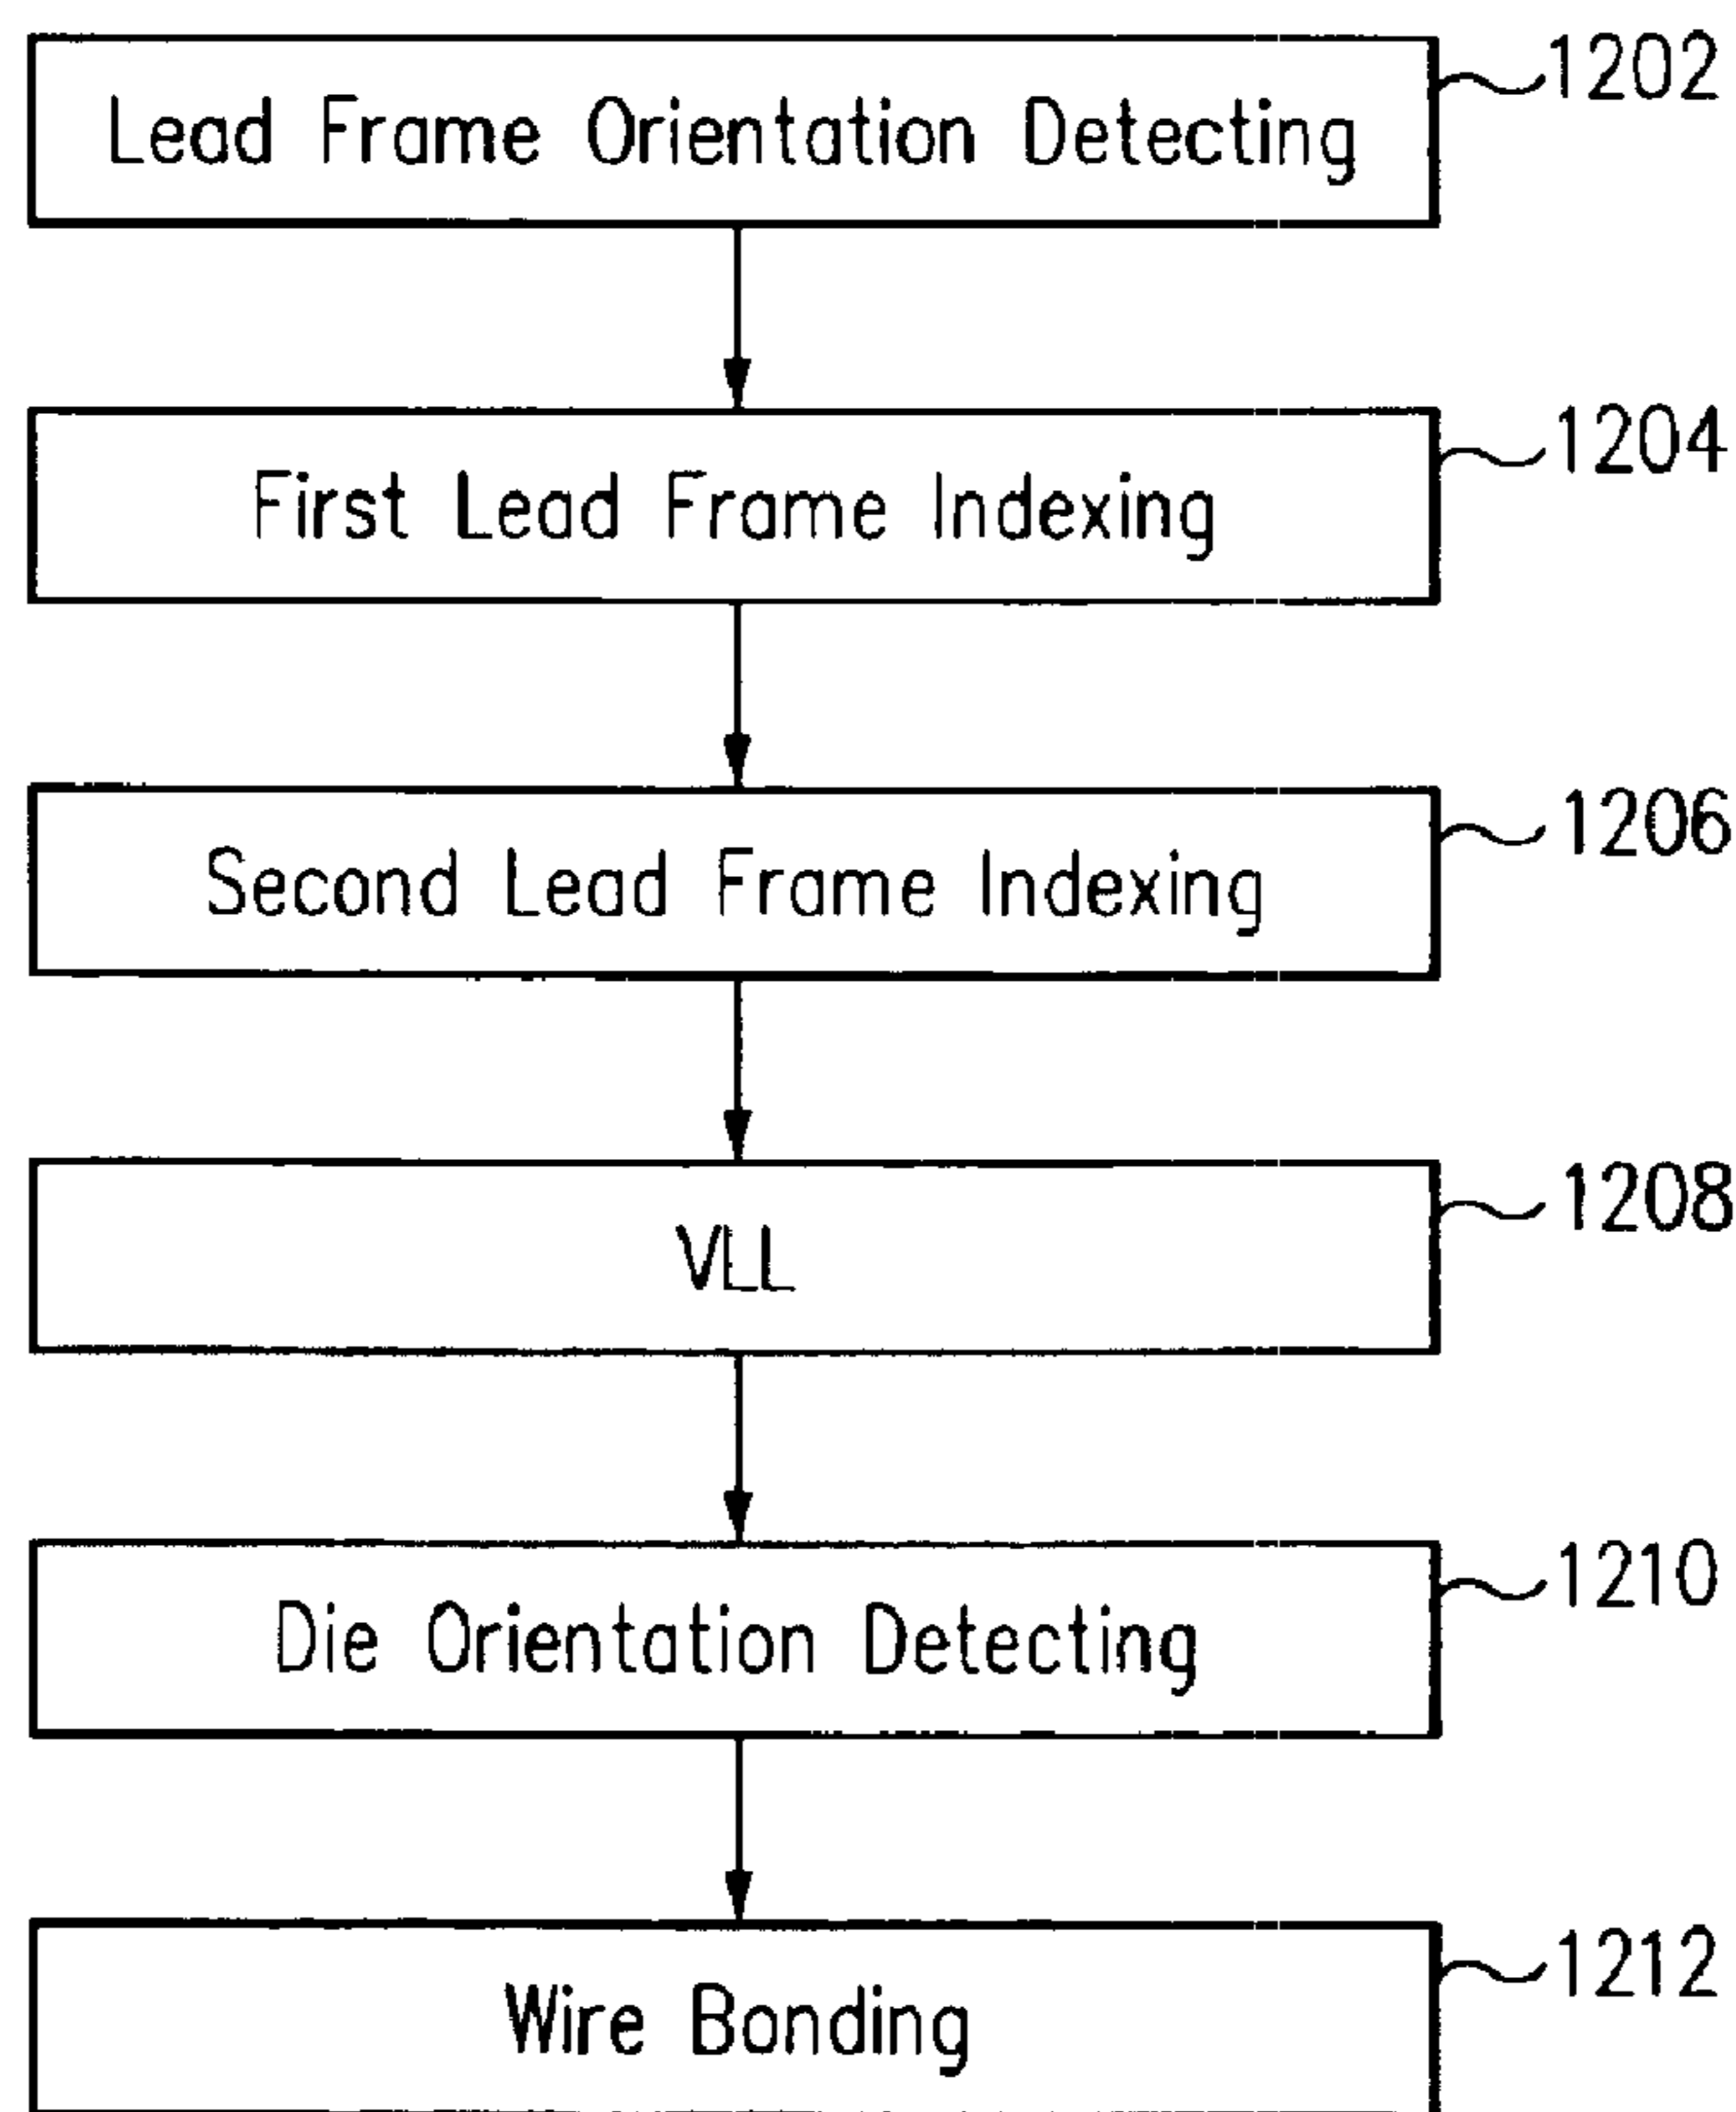 Lead Frame Orientation Detecting
1202
First Lead Frame Indexing
1204
Second Lead Frame Indexing
1206
VLL
1208
Die Orientation Detecting
1210
Wire Bonding
1212